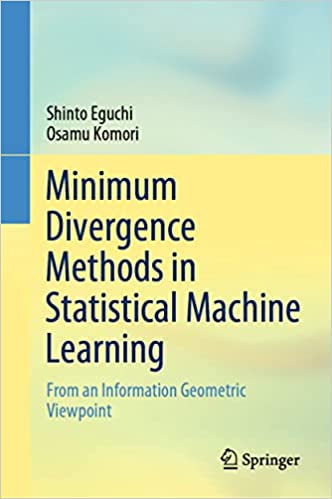 Shinto Eguchi
Osamu Komori
Minimum
Divergence
Methods in
Statistical Machine
Learning
From an Information Geometric
Viewpoint
Springer